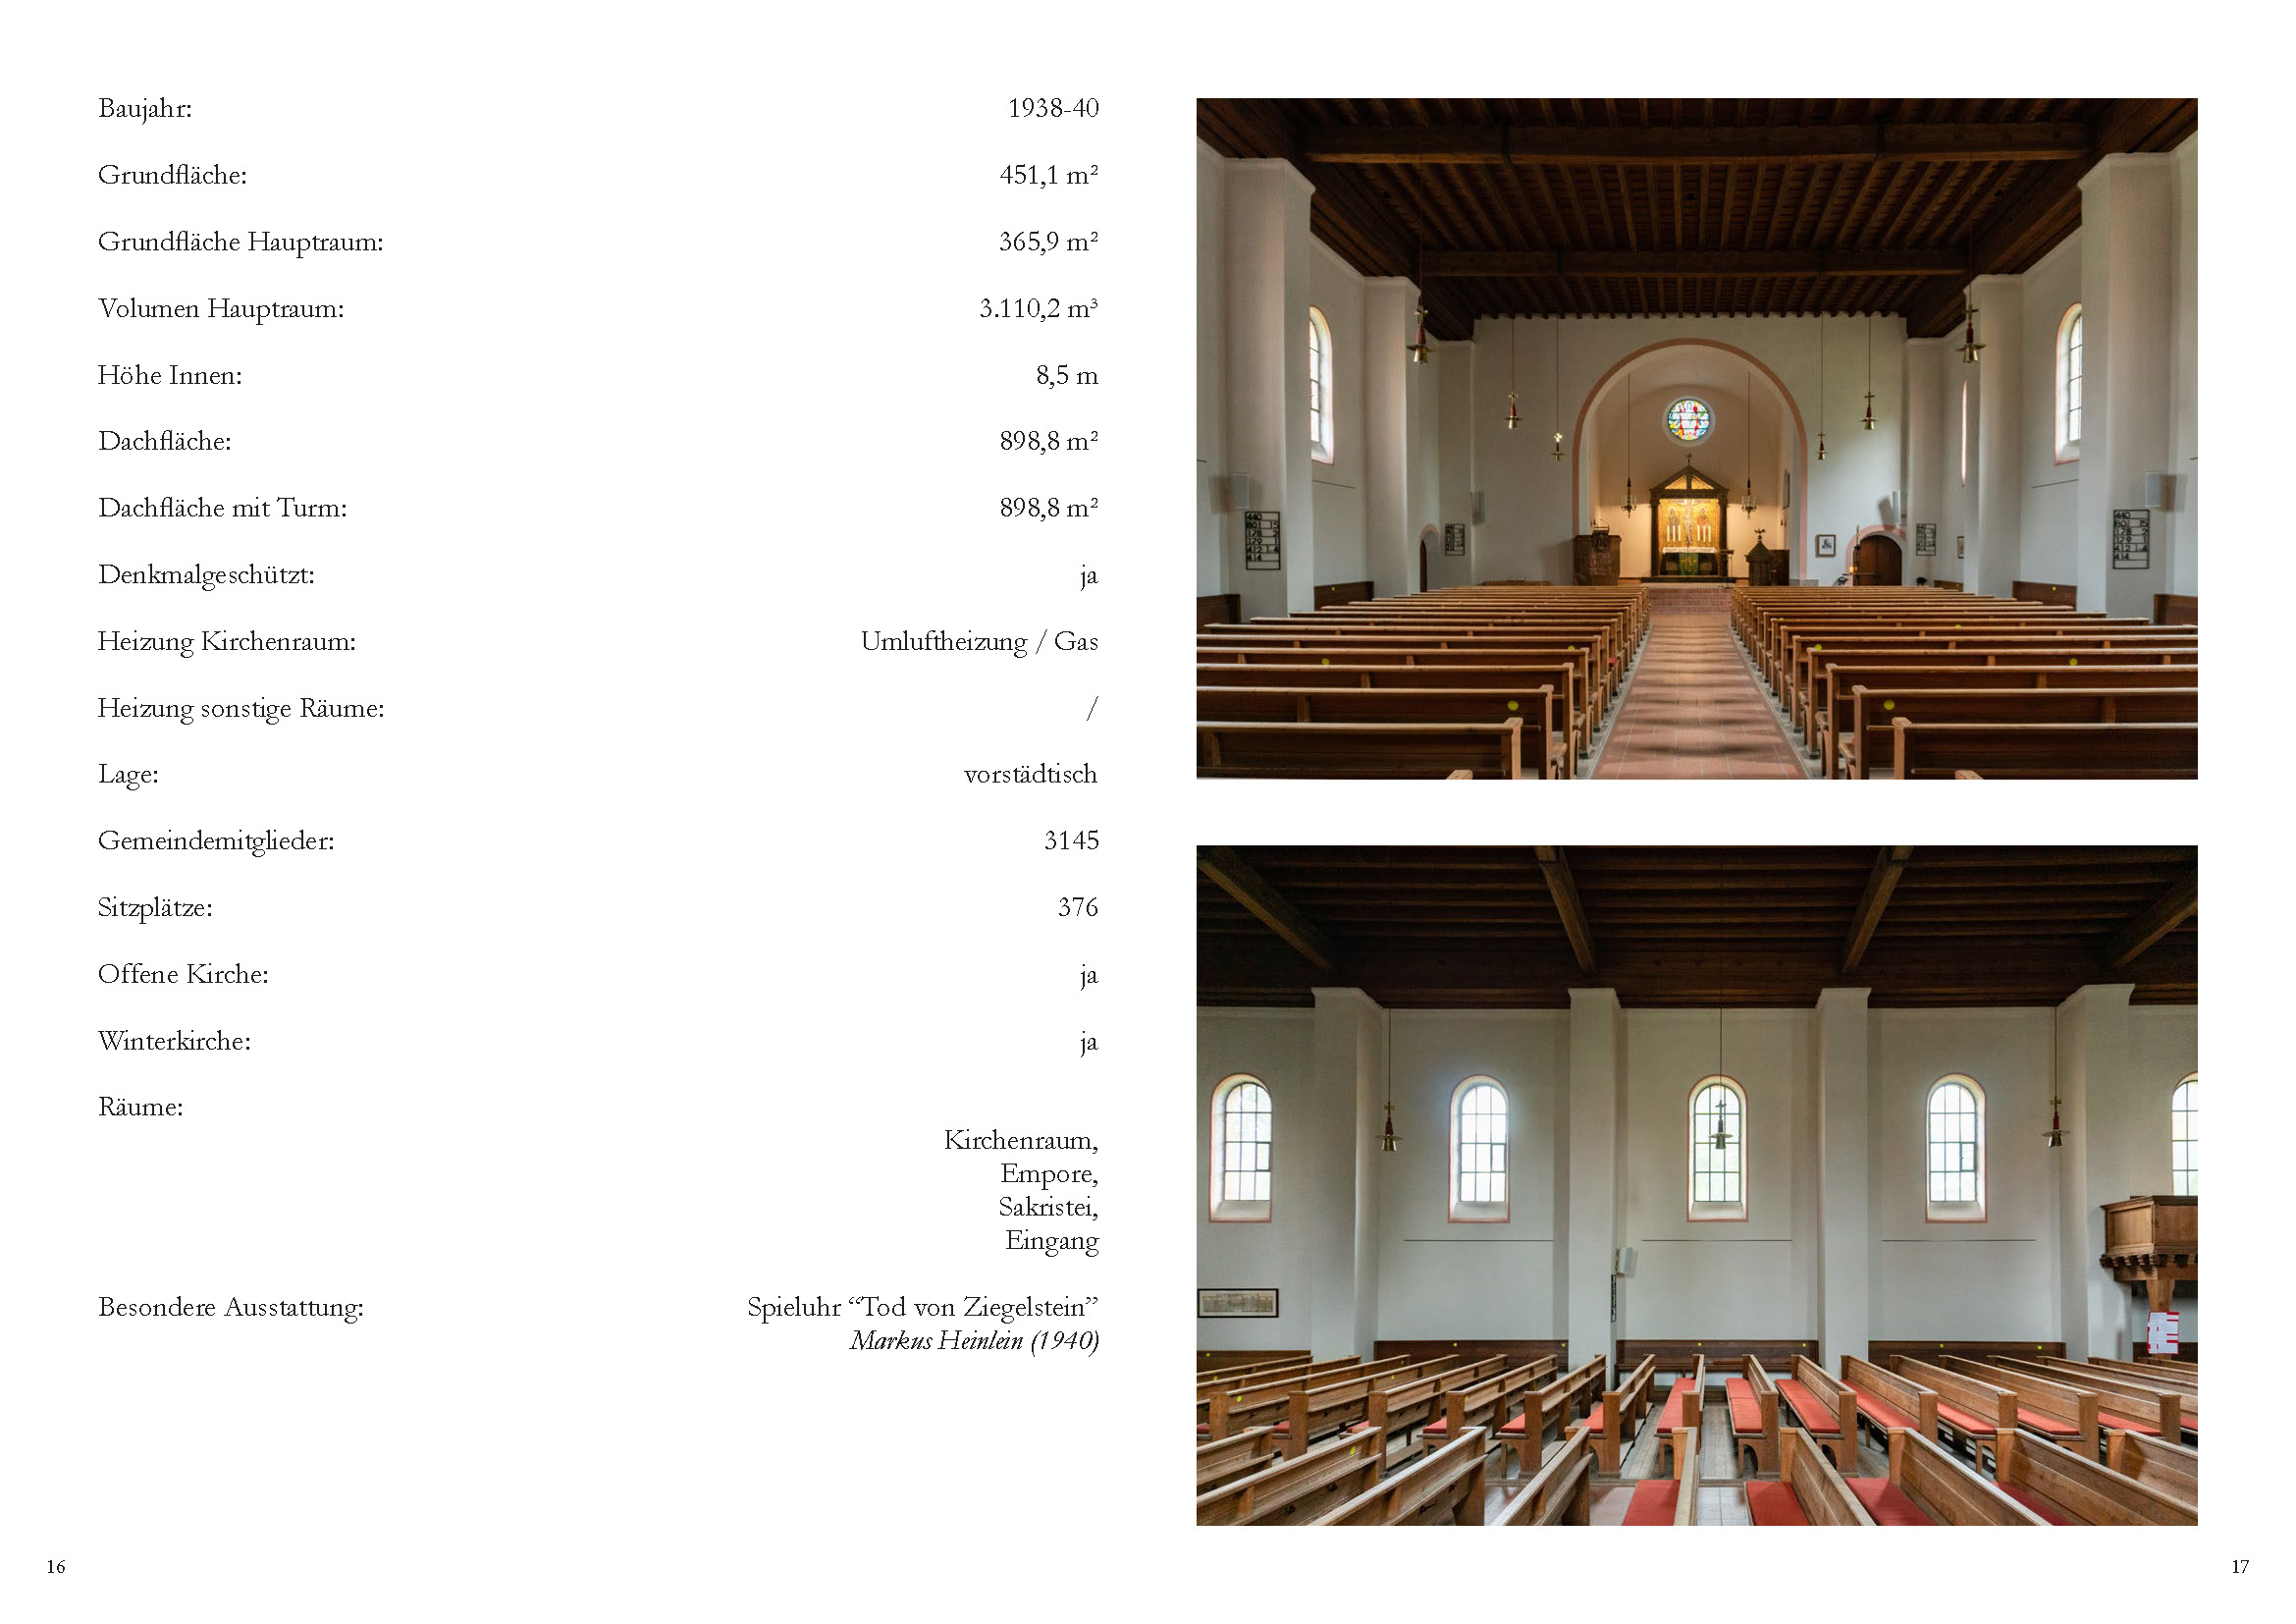 Baujahr: 1938-40
Grundfläche: 451,1 m²
Grundfläche Hauptraum: 365,9 m²
Volumen Hauptraum: 3.110,2 m³
Höhe Innen: 8,5 m
Dachfläche: 898,8 m²
Dachfläche mit Turm: 898,8 m²
Denkmalgeschützt: ja
Heizung Kirchenraum: Umluftheizung / Gas
Heizung sonstige Räume: /
Lage: vorstädtisch
Gemeindemitglieder: 3145
Sitzplätze: 376
Offene Kirche: ja
Winterkirche: ja
Räume:
Kirchenraum,
Empore,
Sakristei,
Eingang
Besondere Ausstattung: Spieluhr “Tod von Ziegelstein”
Markus Heinlein (1940)
16
17